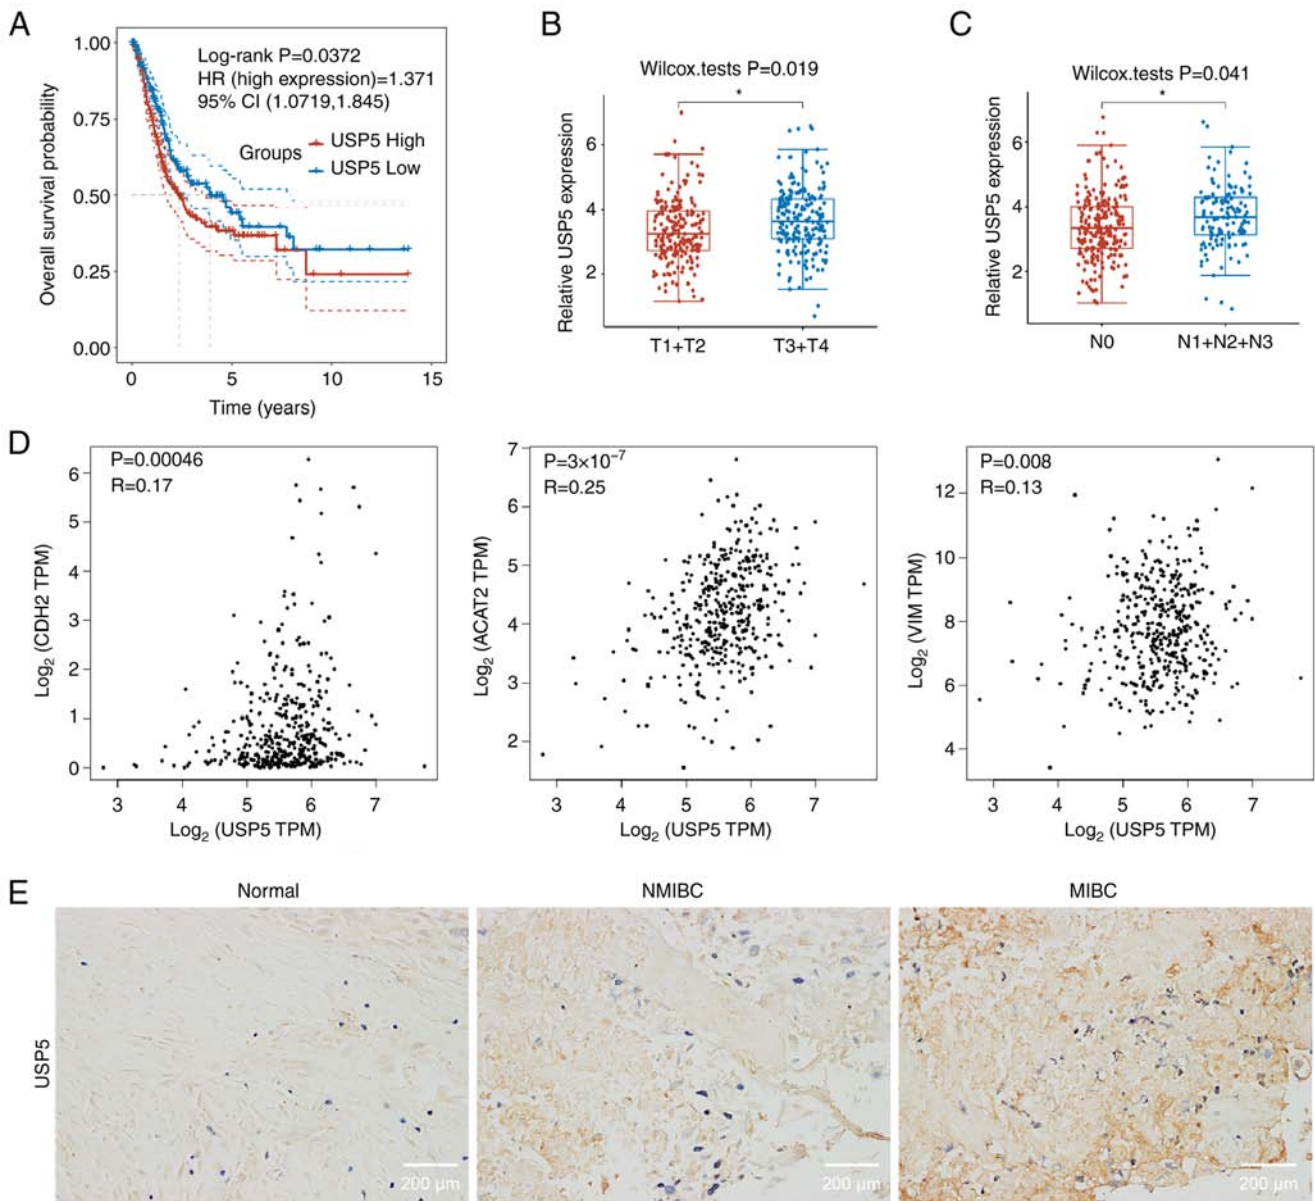 A
Log-rank P=0.0372
HR (high expression)=1.371
95% CI (1.0719,1.845)
Groups
USP5 High
USP5 Low
Overall survival probability
1.00
0.75
0.50
0.25
0.00
0 5 10 15
Time (years)
B
Wilcox.tests P=0.019
*
Relative USP5 expression
6
4
2
T1+T2 T3+T4
C
Wilcox.tests P=0.041
*
Relative USP5 expression
6
4
2
N0 N1+N2+N3
D
P=0.00046
R=0.17
Log₂ (CDH2 TPM)
6
5
4
3
2
1
0
3 4 5 6 7
Log₂ (USP5 TPM)
P=3×10⁻⁷
R=0.25
Log₂ (ACAT2 TPM)
7
6
5
4
3
2
3 4 5 6 7
Log₂ (USP5 TPM)
P=0.008
R=0.13
Log₂ (VIM TPM)
12
10
8
6
4
3 4 5 6 7
Log₂ (USP5 TPM)
E
Normal NMIBC MIBC
USP5
200 µm 200 µm 200 µm